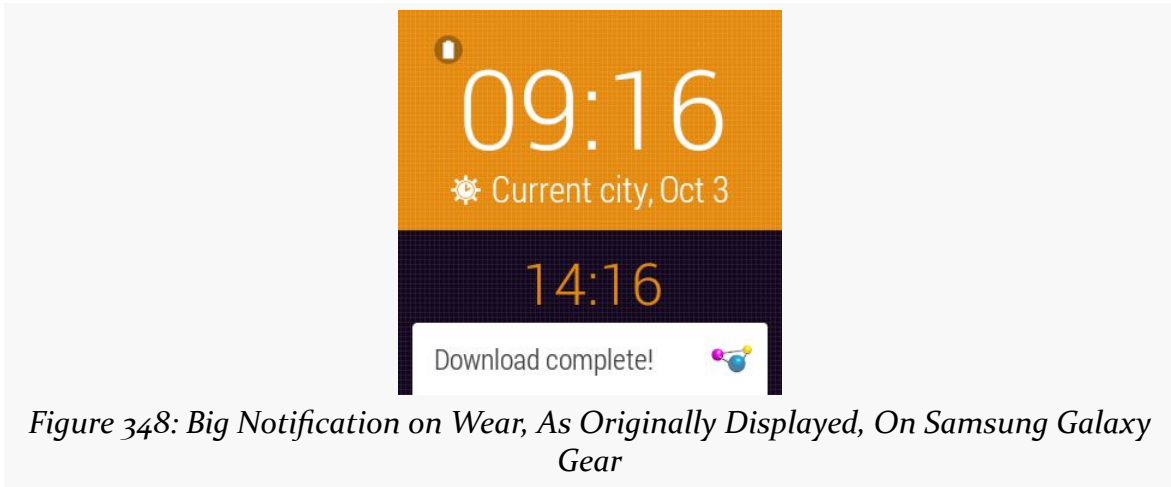 09:16
Current city, Oct 3
14:16
Download complete!
Figure 348: Big Notification on Wear, As Originally Displayed, On Samsung Galaxy
Gear